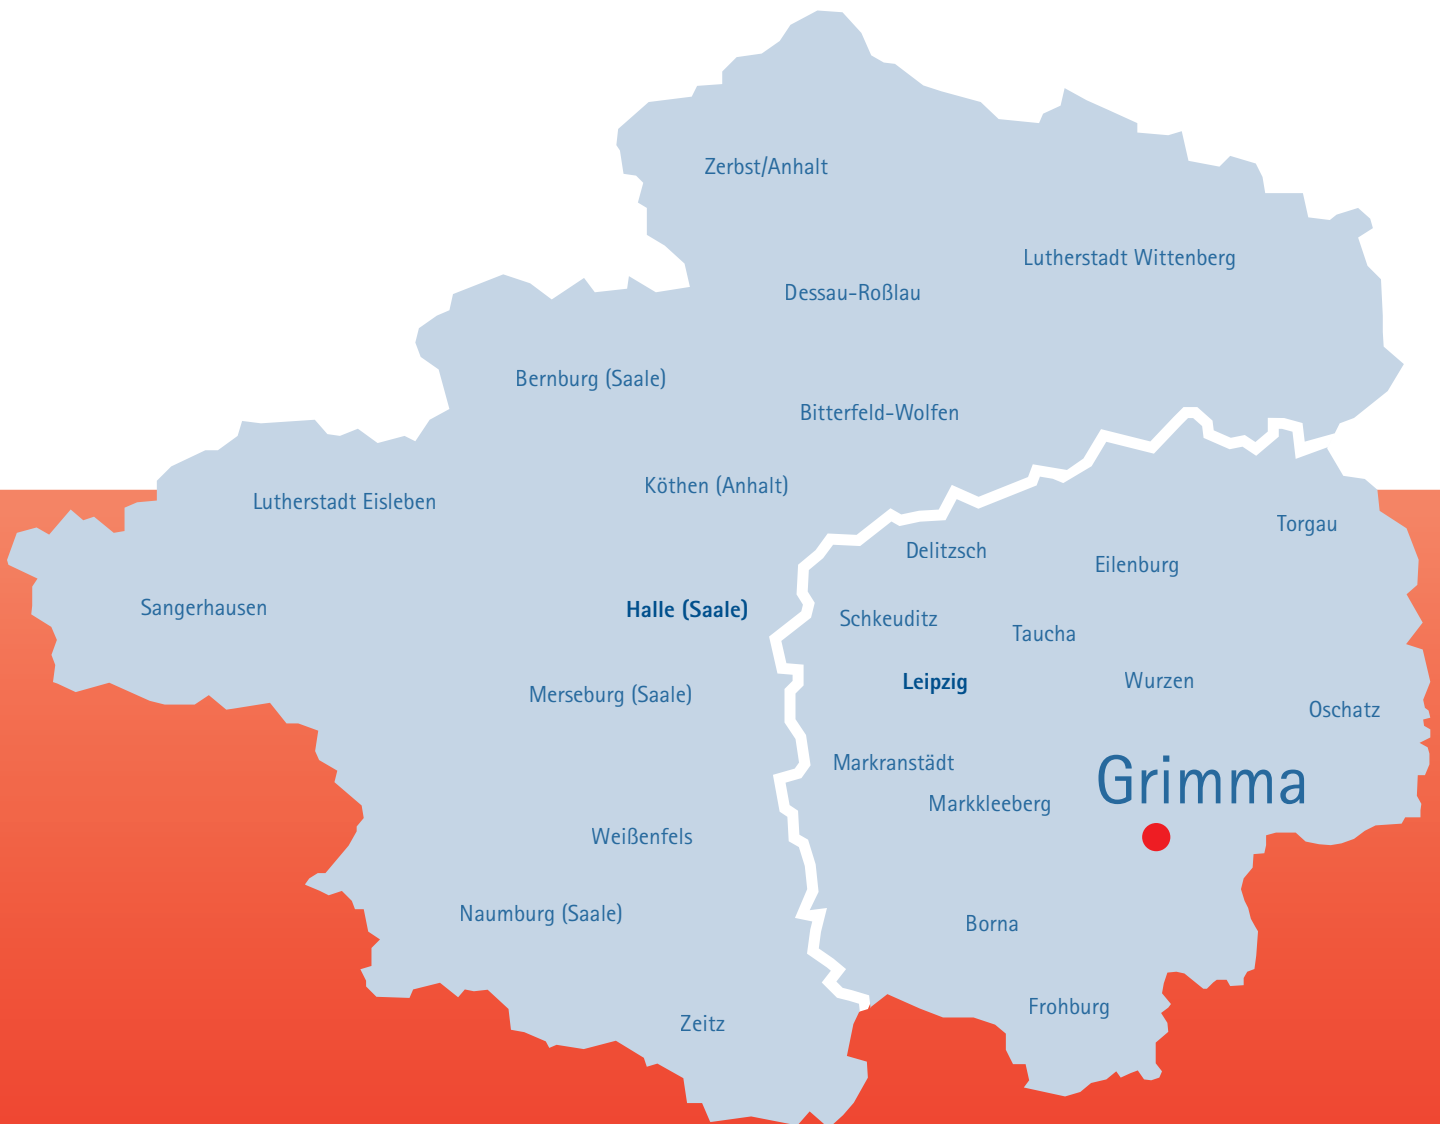 Zerbst/Anhalt
Lutherstadt Wittenberg
Dessau-Roßlau
Bernburg (Saale)
Bitterfeld-Wolfen
Köthen (Anhalt)
Lutherstadt Eisleben
Torgau
Delitzsch
Eilenburg
Sangerhausen
Halle (Saale)
Schkeuditz
Taucha
Leipzig
Wurzen
Merseburg (Saale)
Oschatz
Markranstädt
Grimma
Markkleeberg
Weißenfels
Naumburg (Saale)
Borna
Frohburg
Zeitz